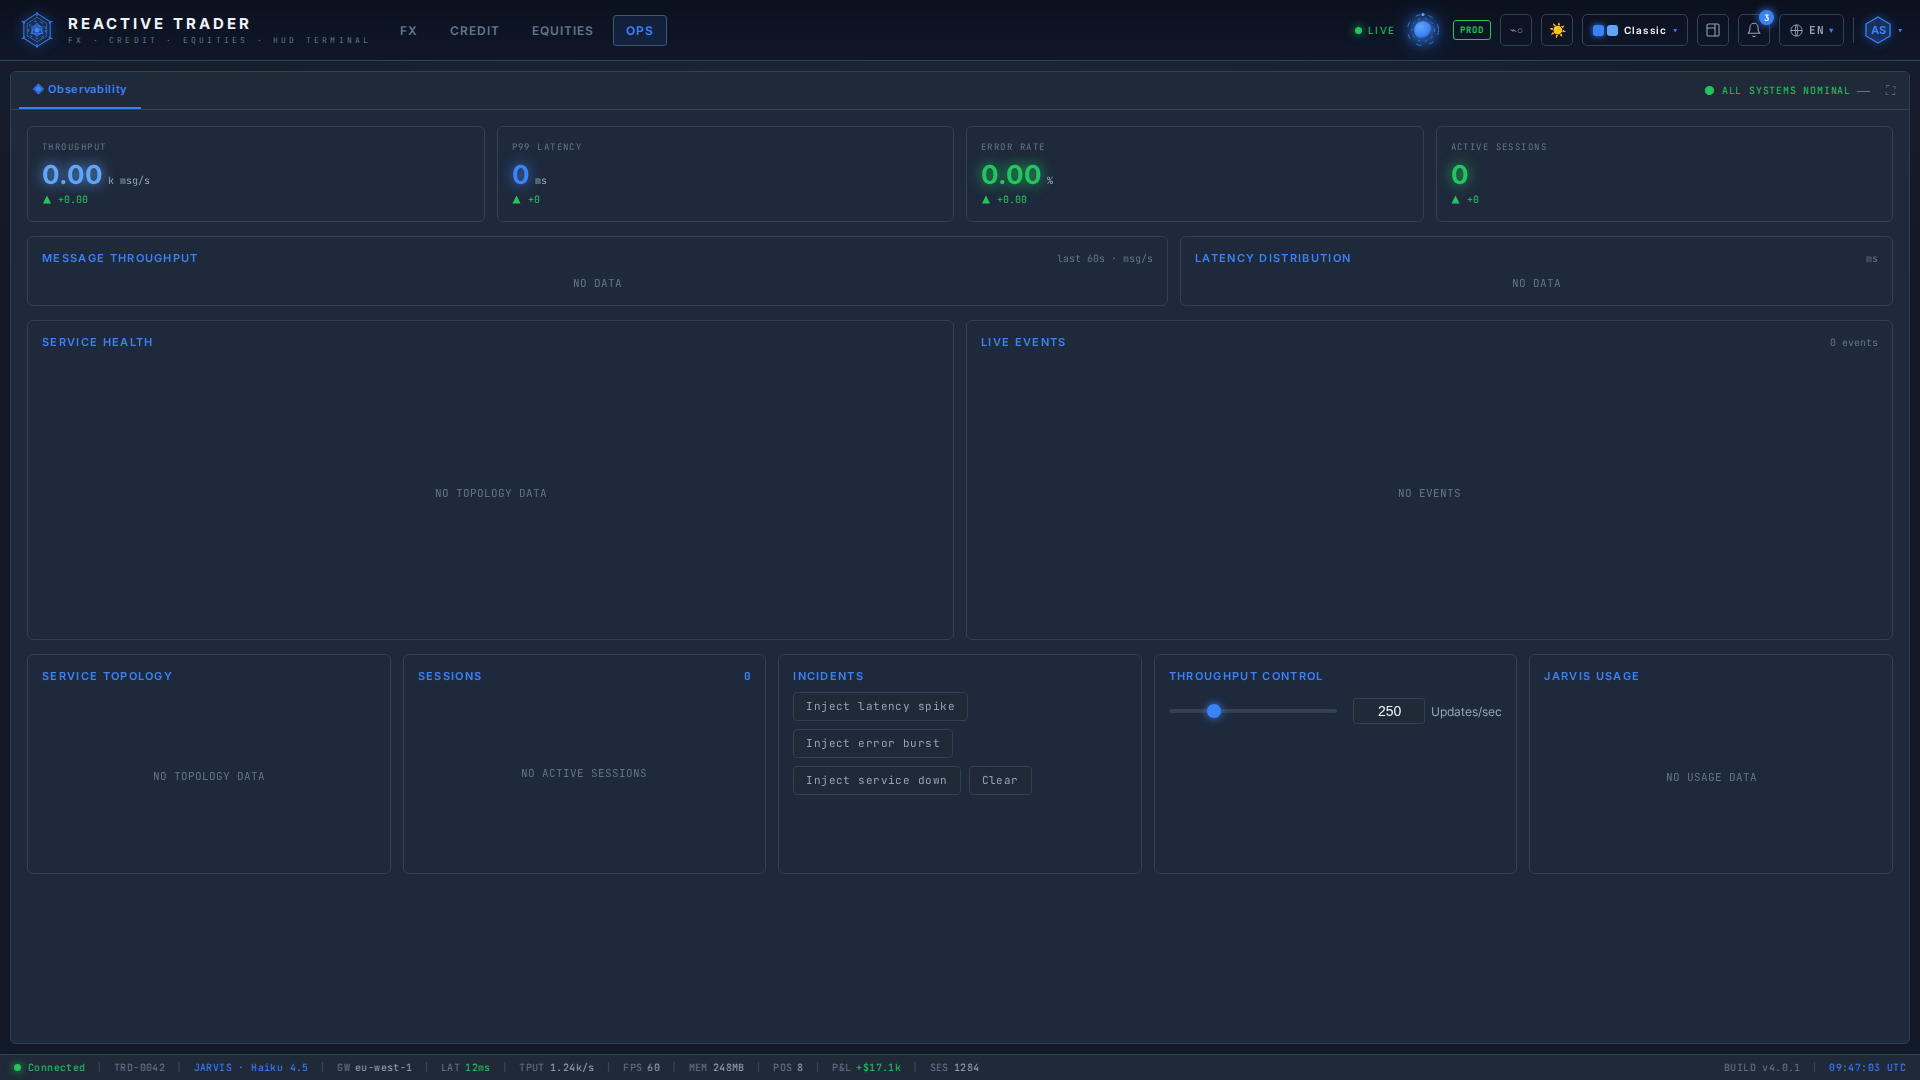 REACTIVE TRADER
FX · CREDIT · EQUITIES · HUD TERMINAL
FX
CREDIT
EQUITIES
OPS
LIVE
PROD
Classic
3
EN
AS
Observability
ALL SYSTEMS NOMINAL
THROUGHPUT
0.00 k msg/s
▲ +0.00
P99 LATENCY
0 ms
▲ +0
ERROR RATE
0.00 %
▲ +0.00
ACTIVE SESSIONS
0
▲ +0
MESSAGE THROUGHPUT
last 60s · msg/s
NO DATA
LATENCY DISTRIBUTION
ms
NO DATA
SERVICE HEALTH
NO TOPOLOGY DATA
LIVE EVENTS
0 events
NO EVENTS
SERVICE TOPOLOGY
NO TOPOLOGY DATA
SESSIONS
0
NO ACTIVE SESSIONS
INCIDENTS
Inject latency spike
Inject error burst
Inject service down
Clear
THROUGHPUT CONTROL
250 Updates/sec
JARVIS USAGE
NO USAGE DATA
Connected | TRD-0042 | JARVIS · Haiku 4.5 | GW eu-west-1 | LAT 12ms | TPUT 1.24k/s | FPS 60 | MEM 248MB | POS 8 | P&L +$17.1k | SES 1284
BUILD v4.0.1 | 09:47:03 UTC